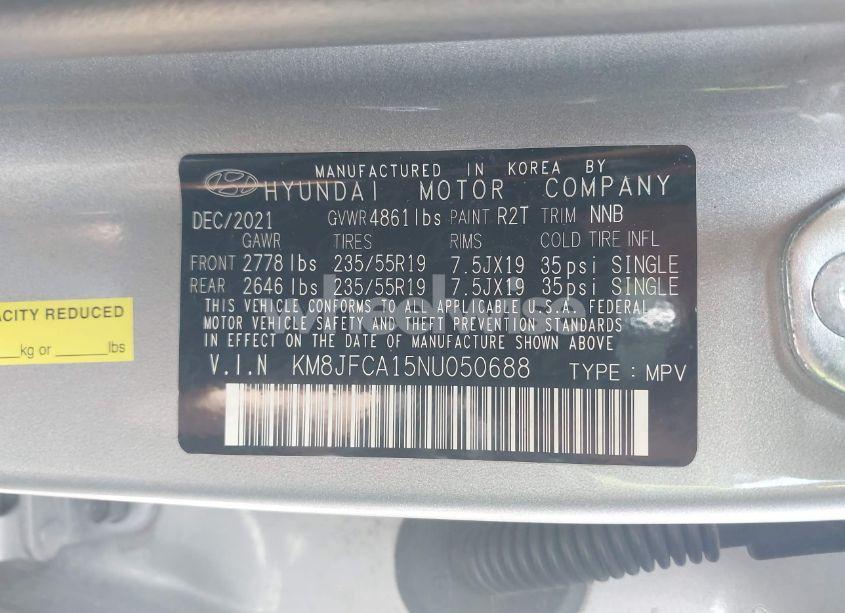 MANUFACTURED IN KOREA BY
HYUNDAI MOTOR COMPANY
DEC/2021 GVWR 4861 lbs PAINT R2T TRIM NNB
GAWR TIRES RIMS COLD TIRE INFL
FRONT 2778 lbs 235/55R19 7.5JX19 35psi SINGLE
REAR 2646 lbs 235/55R19 7.5JX19 35psi SINGLE
THIS VEHICLE CONFORMS TO ALL APPLICABLE U.S.A. FEDERAL
MOTOR VEHICLE SAFETY AND THEFT PREVENTION STANDARDS
IN EFFECT ON THE DATE OF MANUFACTURE SHOWN ABOVE.
V.I.N KM8JFCA15NU050688 TYPE : MPV
ACITY REDUCED
kg or lbs